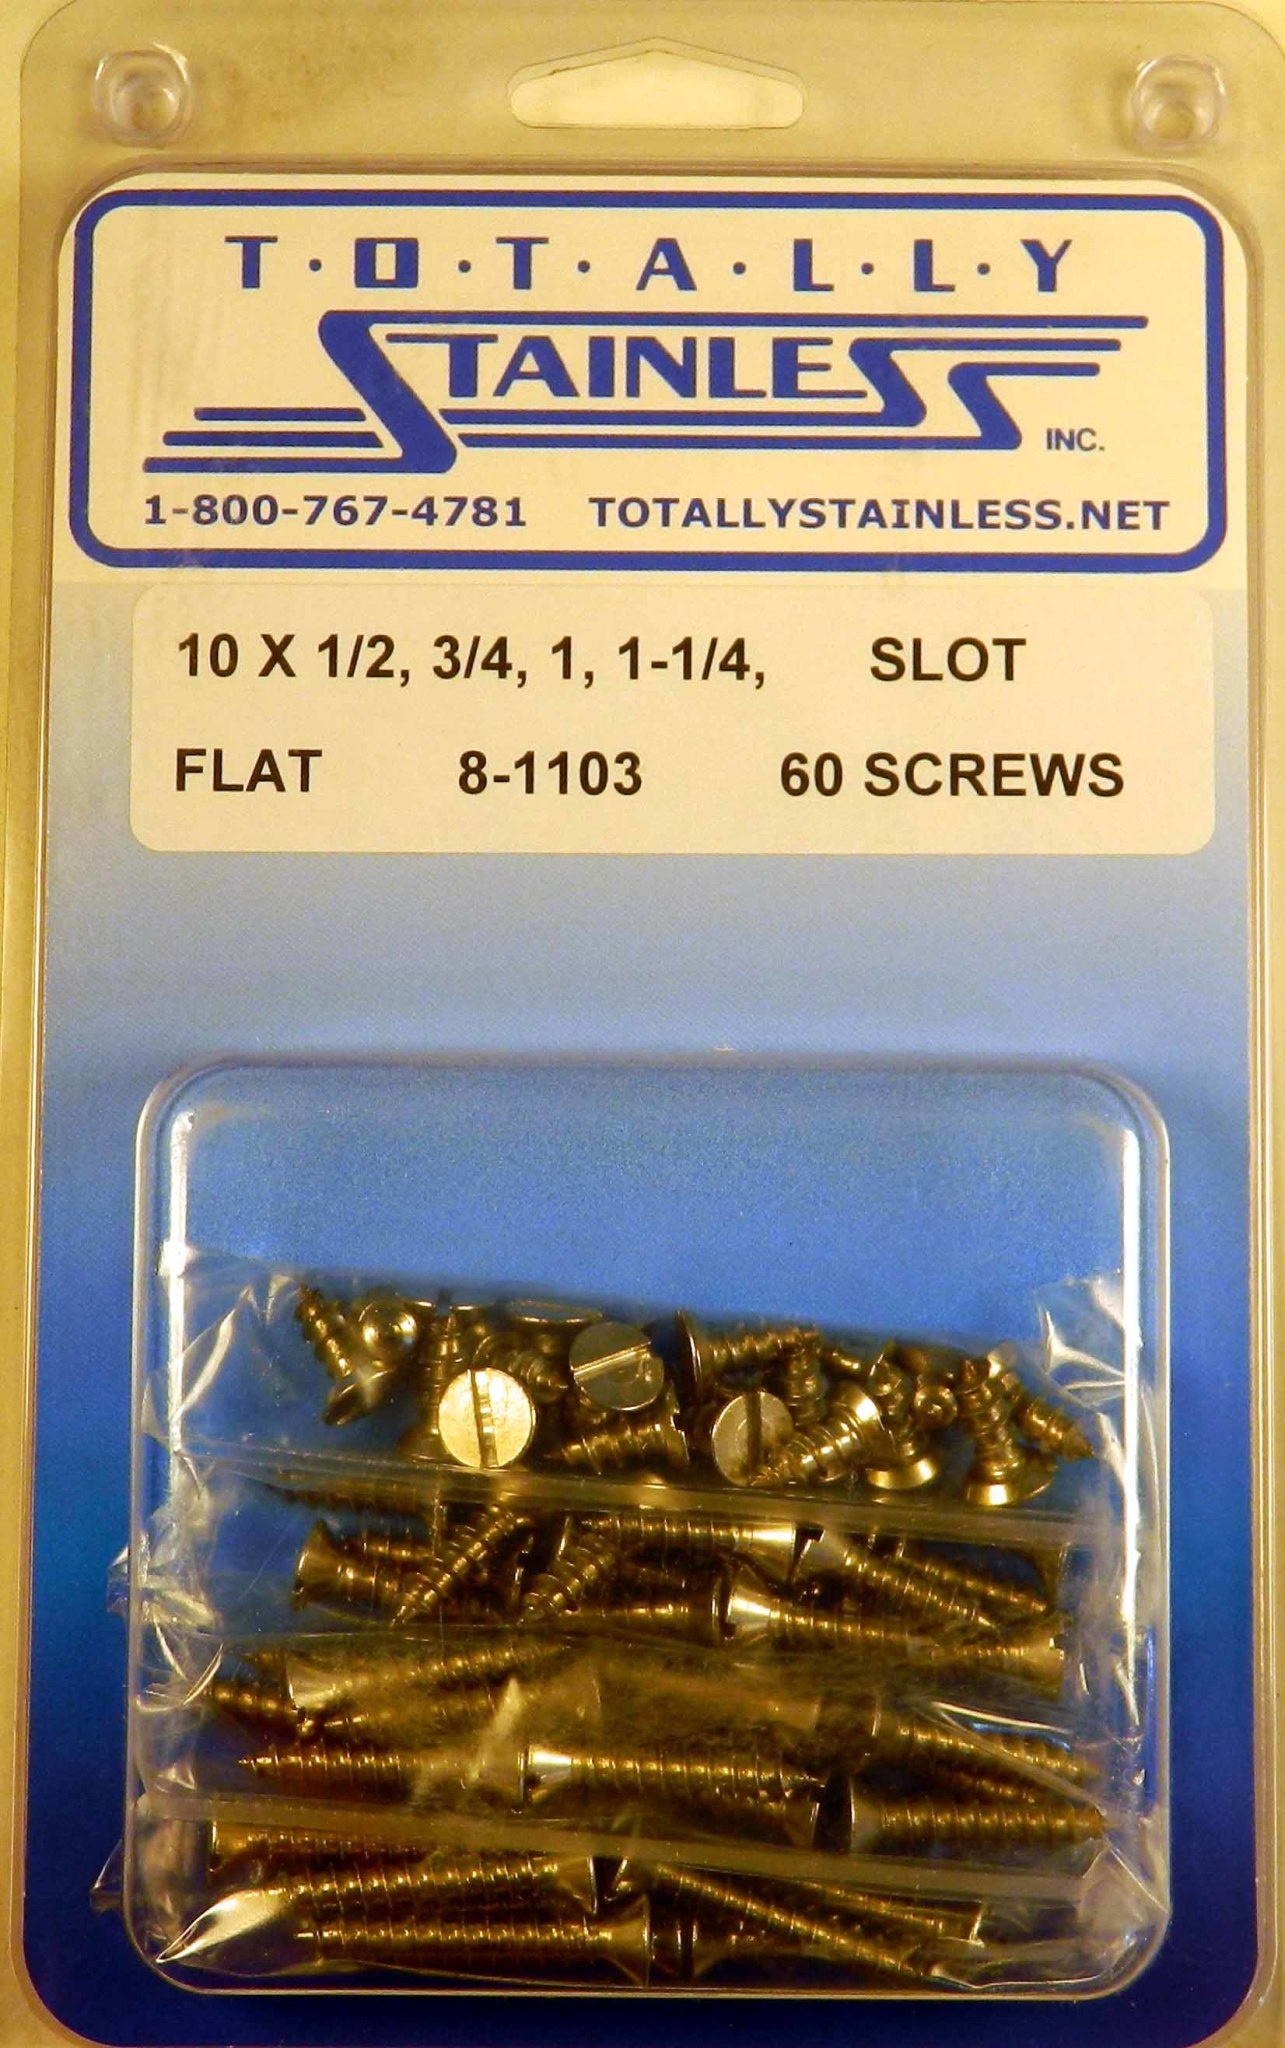 T·O·T·A·L·L·Y
STAINLESS INC.
1-800-767-4781 TOTALLYSTAINLESS.NET
10 X 1/2, 3/4, 1, 1-1/4, SLOT
FLAT 8-1103 60 SCREWS